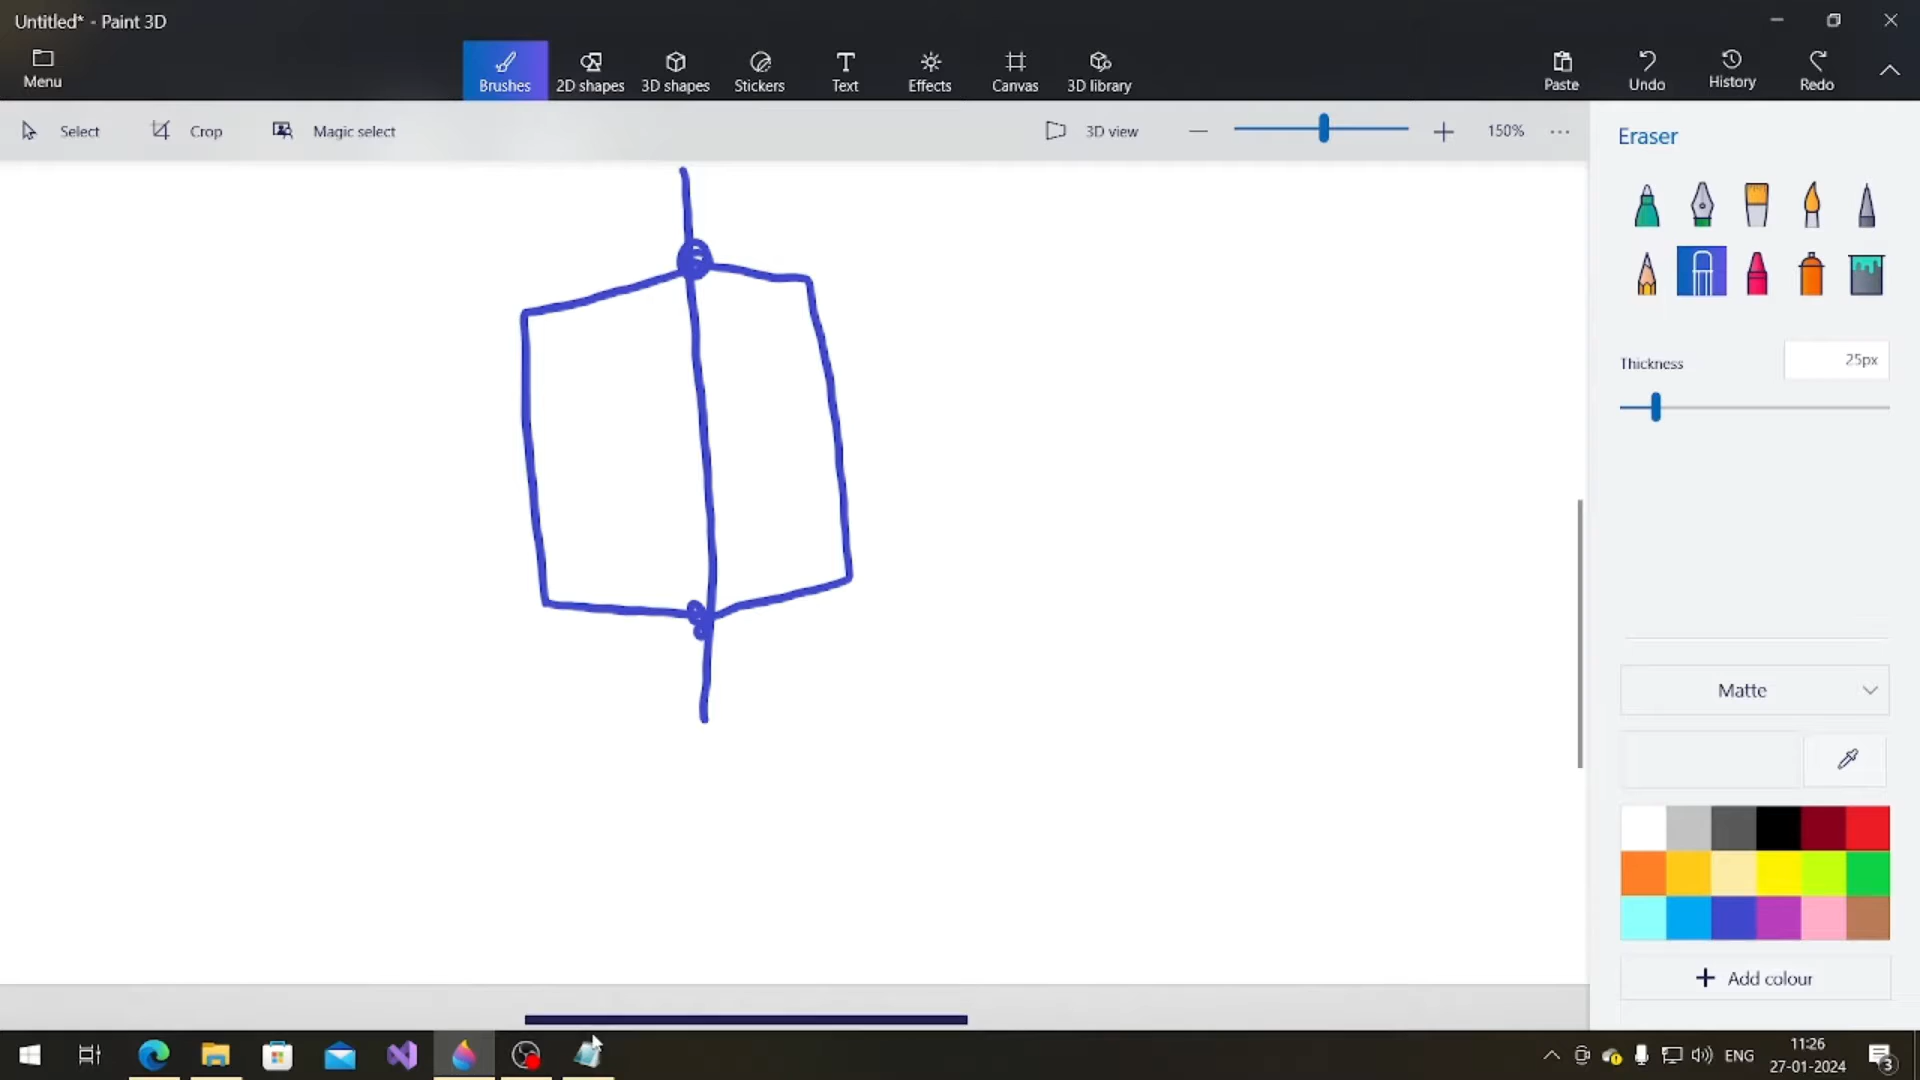 Untitled* - Paint 3D
Menu
Brushes
2D shapes
3D shapes
Stickers
Text
Effects
Canvas
3D library
Paste
Undo
History
Redo
Select
Crop
Magic select
3D view
150%
Eraser
Thickness
25px
Matte
Add colour
ENG
11:26
27-01-2024
3